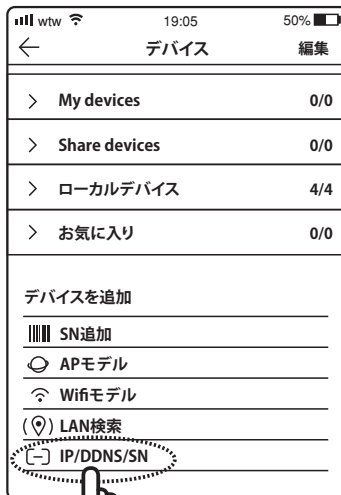 wtw 19:05 50%
デバイス 編集
My devices 0/0
Share devices 0/0
ローカルデバイス 4/4
お気に入り 0/0
デバイスを追加
SN追加
APモデル
Wifiモデル
LAN検索
IP/DDNS/SN